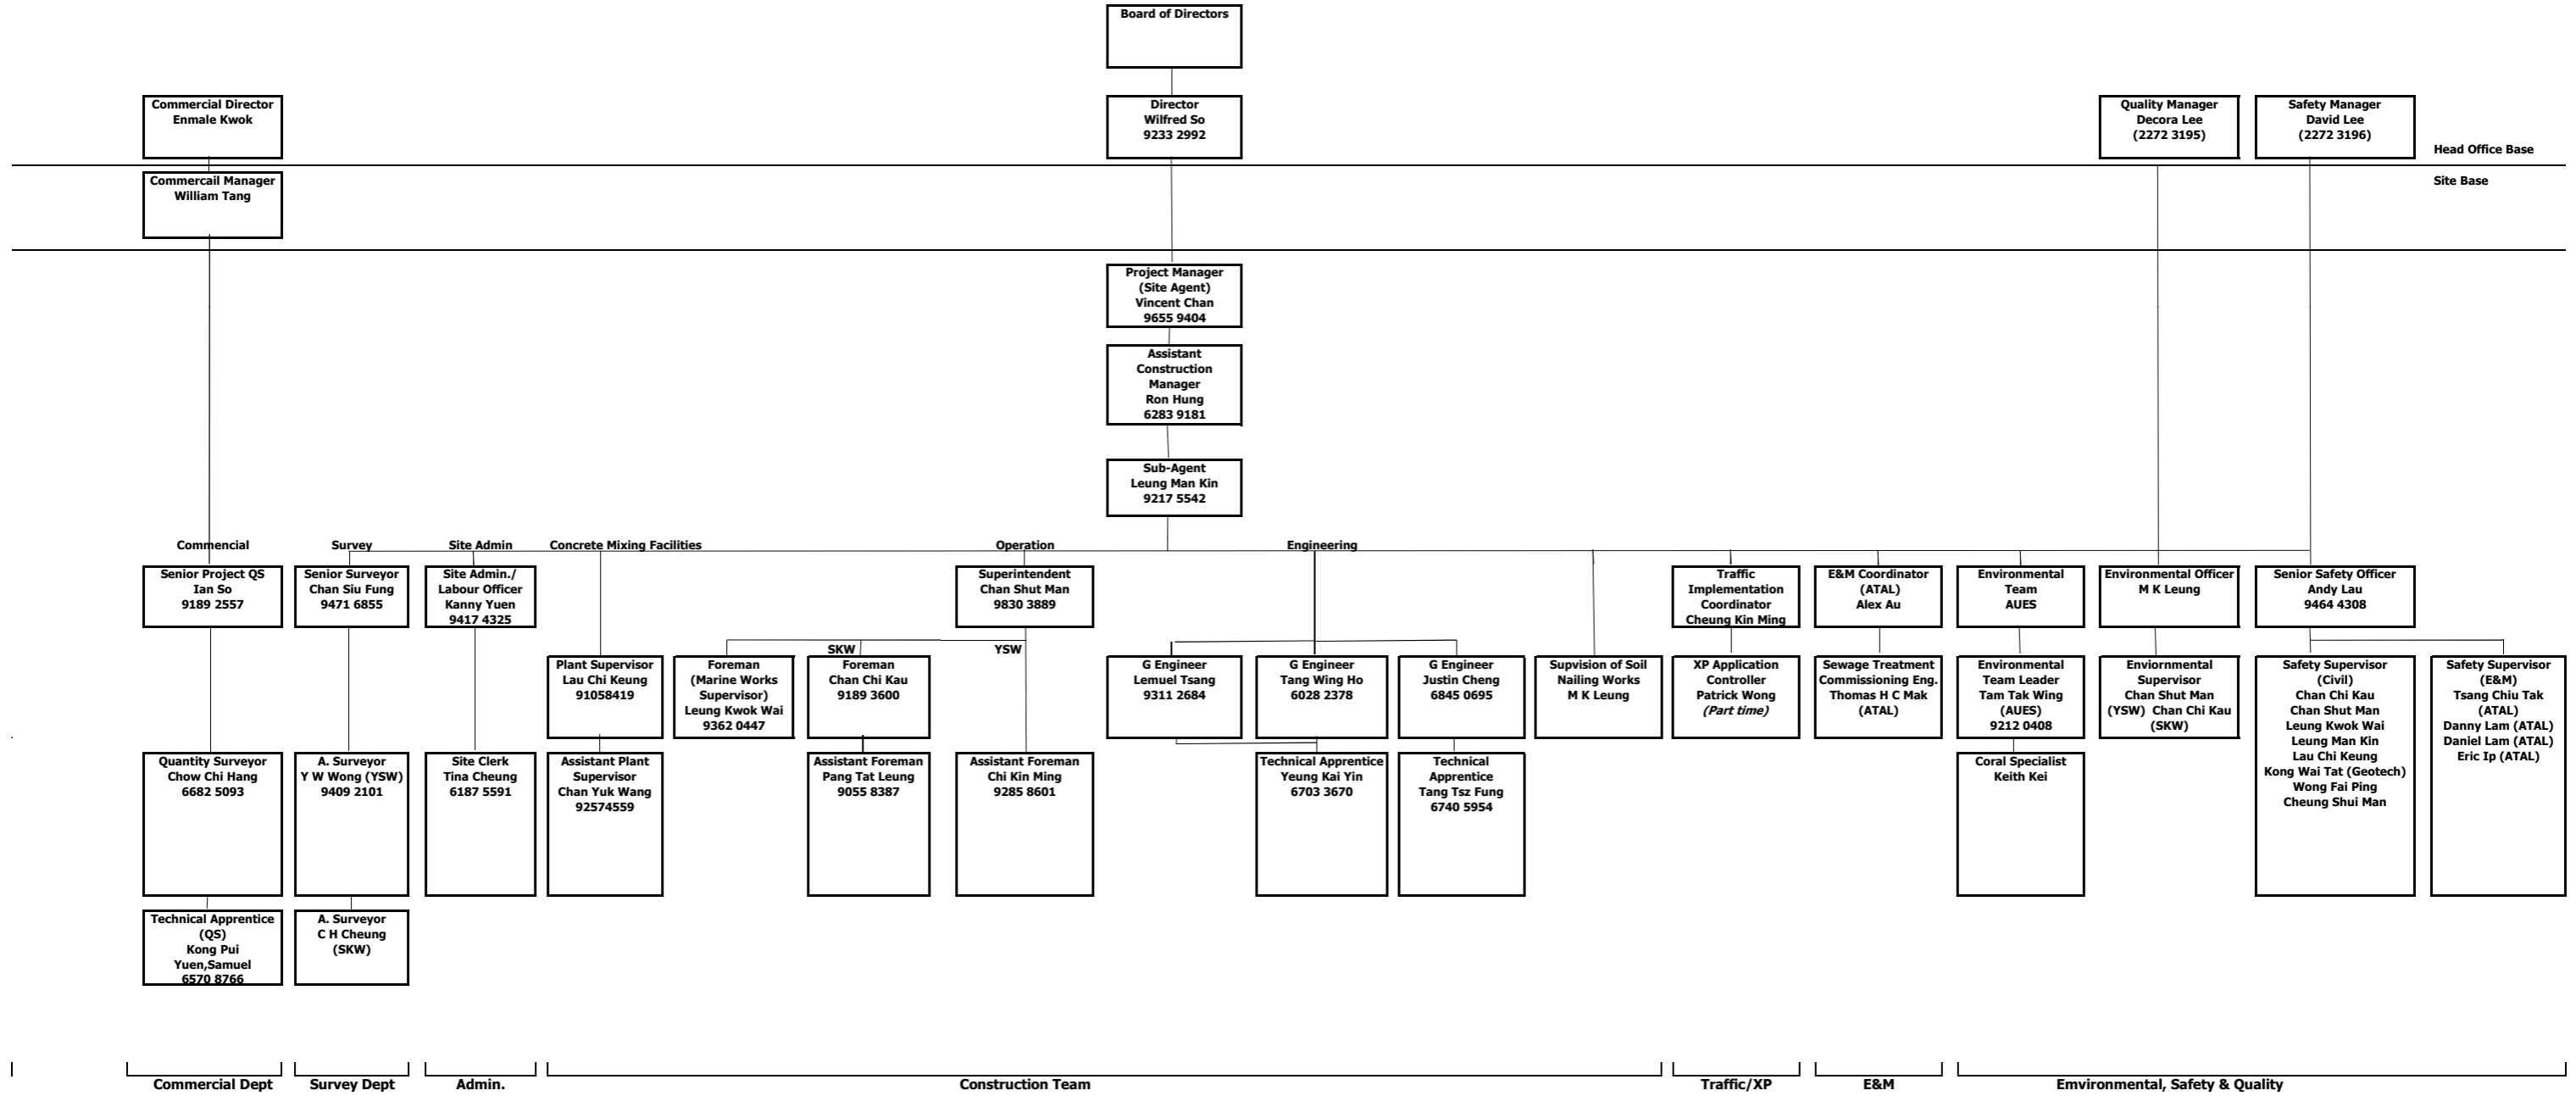 Board of Directors
Commercial Director
Enmale Kwok
Director
Wilfred So
9233 2992
Quality Manager
Decora Lee
(2272 3195)
Safety Manager
David Lee
(2272 3196)
Head Office Base
Commercail Manager
William Tang
Site Base
Project Manager
(Site Agent)
Vincent Chan
9655 9404
Assistant
Construction
Manager
Ron Hung
6283 9181
Sub-Agent
Leung Man Kin
9217 5542
Commencial
Survey
Site Admin
Concrete Mixing Facilities
Operation
Engineering
Senior Project QS
Ian So
9189 2557
Senior Surveyor
Chan Siu Fung
9471 6855
Site Admin./
Labour Officer
Kanny Yuen
9417 4325
Superintendent
Chan Shut Man
9830 3889
Traffic
Implementation
Coordinator
Cheung Kin Ming
E&M Coordinator
(ATAL)
Alex Au
Environmental
Team
AUES
Environmental Officer
M K Leung
Senior Safety Officer
Andy Lau
9464 4308
SKW
YSW
Plant Supervisor
Lau Chi Keung
91058419
Foreman
(Marine Works
Supervisor)
Leung Kwok Wai
9362 0447
Foreman
Chan Chi Kau
9189 3600
G Engineer
Lemuel Tsang
9311 2684
G Engineer
Tang Wing Ho
6028 2378
G Engineer
Justin Cheng
6845 0695
Supvision of Soil
Nailing Works
M K Leung
XP Application
Controller
Patrick Wong
(Part time)
Sewage Treatment
Commissioning Eng.
Thomas H C Mak
(ATAL)
Environmental
Team Leader
Tam Tak Wing
(AUES)
9212 0408
Enviornmental
Supervisor
Chan Shut Man
(YSW) Chan Chi Kau
(SKW)
Safety Supervisor
(Civil)
Chan Chi Kau
Chan Shut Man
Leung Kwok Wai
Leung Man Kin
Lau Chi Keung
Kong Wai Tat (Geotech)
Wong Fai Ping
Cheung Shui Man
Safety Supervisor
(E&M)
Tsang Chiu Tak
(ATAL)
Danny Lam (ATAL)
Daniel Lam (ATAL)
Eric Ip (ATAL)
Quantity Surveyor
Chow Chi Hang
6682 5093
A. Surveyor
Y W Wong (YSW)
9409 2101
Site Clerk
Tina Cheung
6187 5591
Assistant Plant
Supervisor
Chan Yuk Wang
92574559
Assistant Foreman
Pang Tat Leung
9055 8387
Assistant Foreman
Chi Kin Ming
9285 8601
Technical Apprentice
Yeung Kai Yin
6703 3670
Technical
Apprentice
Tang Tsz Fung
6740 5954
Coral Specialist
Keith Kei
Technical Apprentice
(QS)
Kong Pui
Yuen,Samuel
6570 8766
A. Surveyor
C H Cheung
(SKW)
Commercial Dept
Survey Dept
Admin.
Construction Team
Traffic/XP
E&M
Emvironmental, Safety & Quality